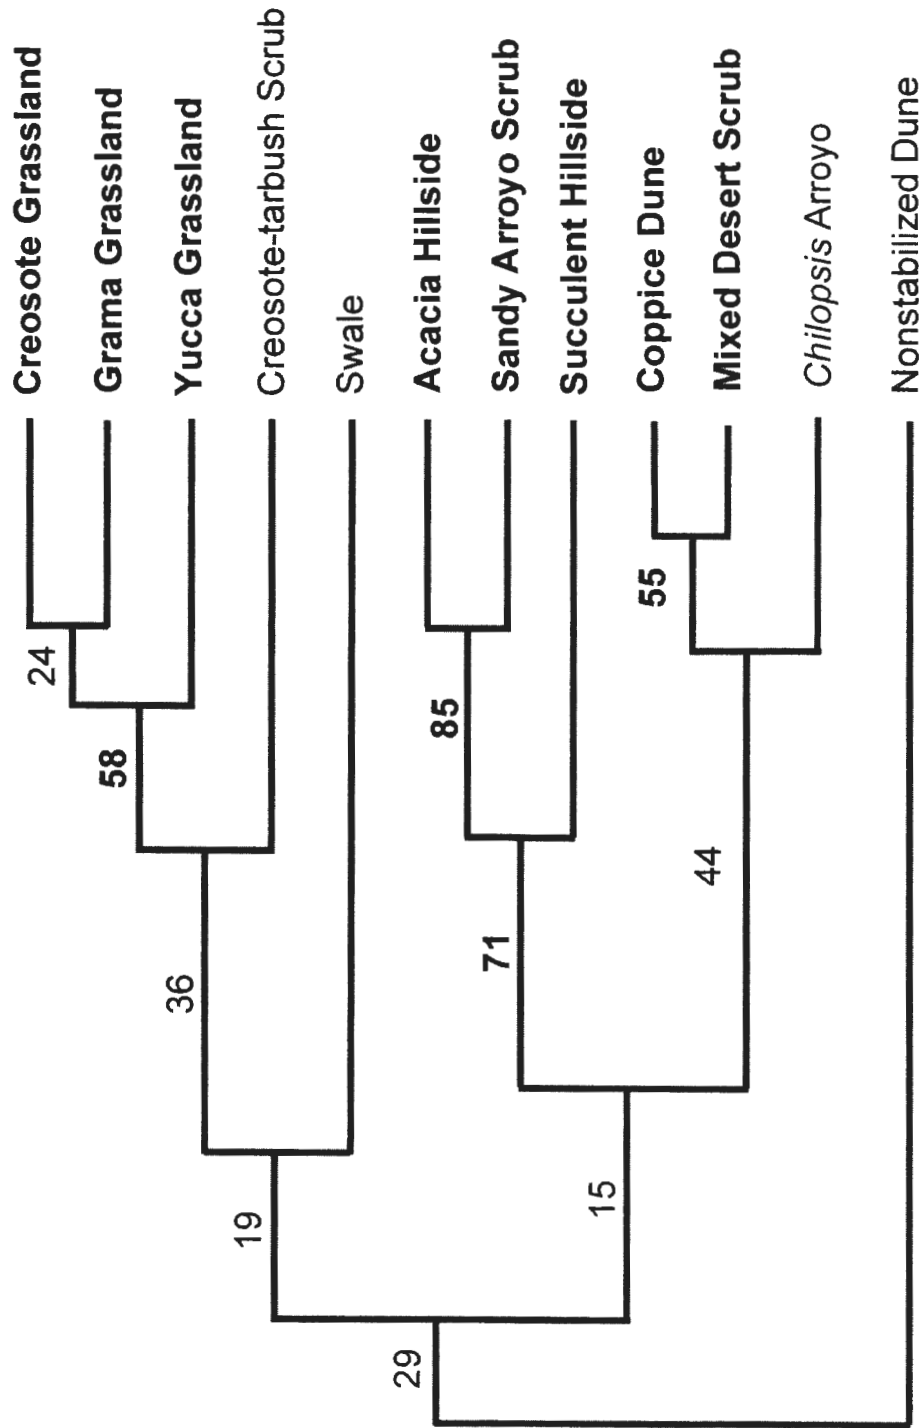 Creosote Grassland
Grama Grassland
Yucca Grassland
Creosote-tarbush Scrub
Swale
Acacia Hillside
Sandy Arroyo Scrub
Succulent Hillside
Coppice Dune
Mixed Desert Scrub
Chilopsis Arroyo
Nonstabilized Dune
24
58
36
19
29
85
71
15
55
44